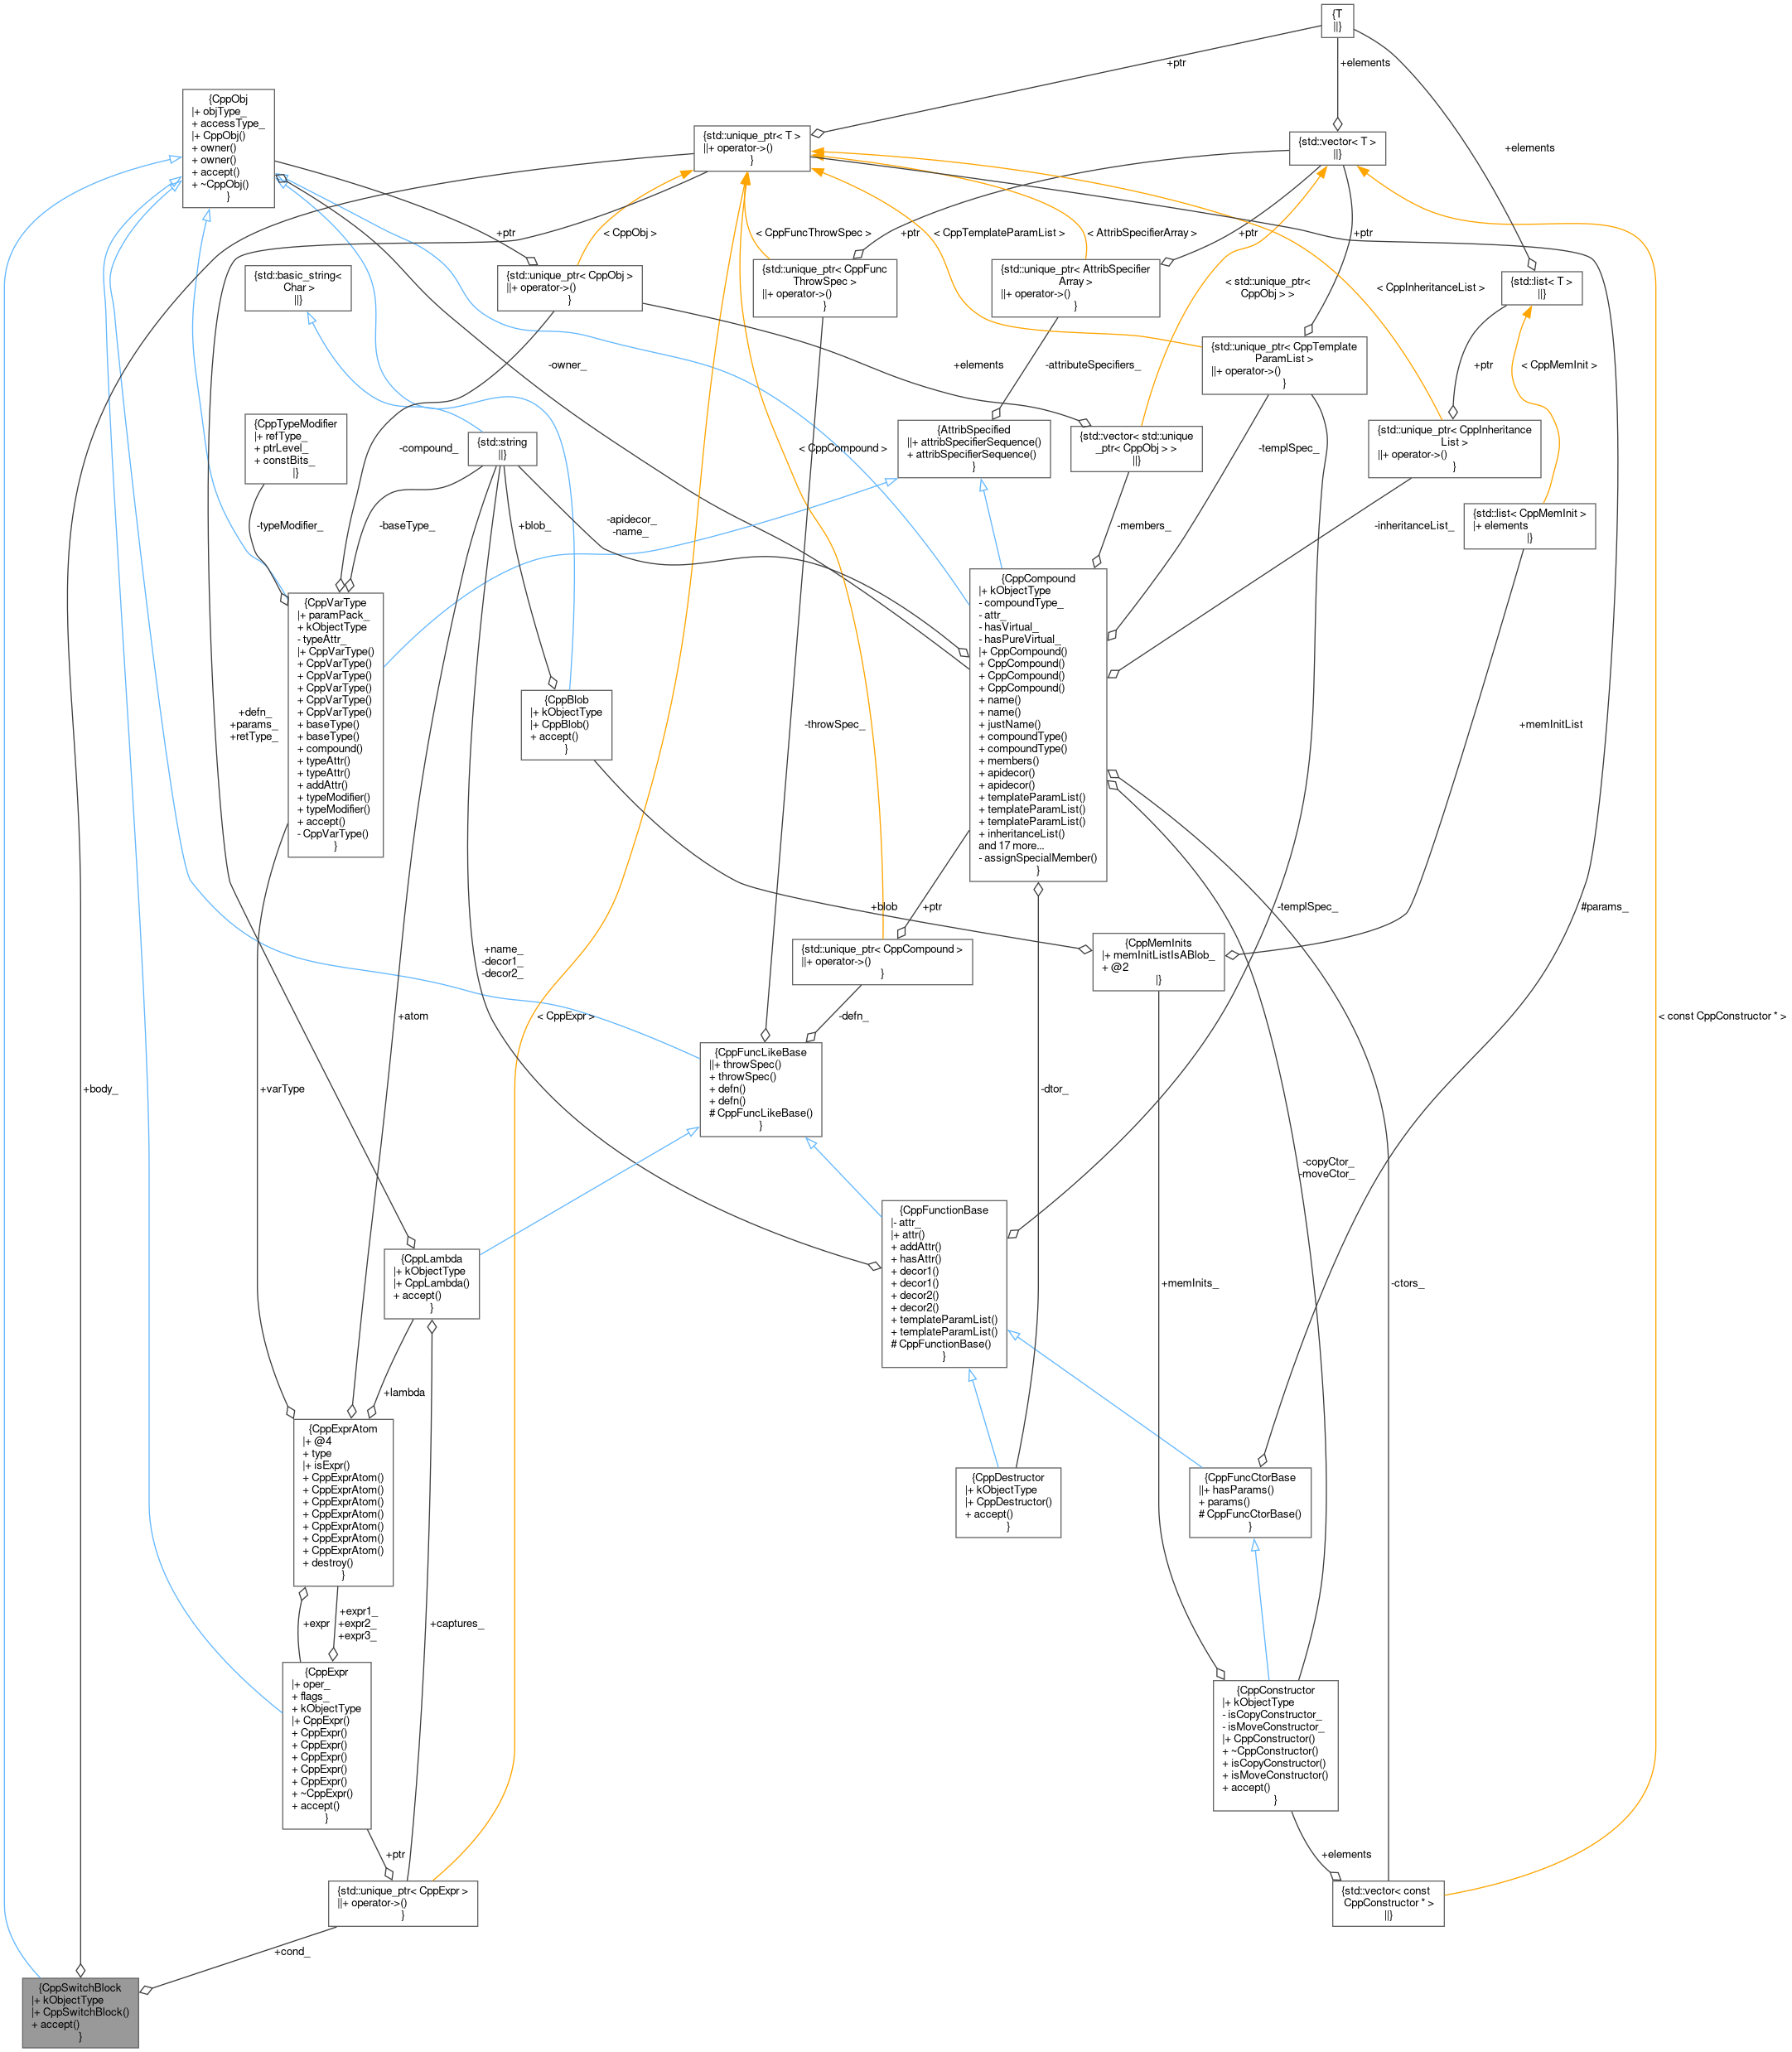 {T
||}
+ptr
+elements
+elements
{CppObj
|+ objType_
+ accessType_
|+ CppObj()
+ owner()
+ owner()
+ accept()
+ ~CppObj()
}
{std::unique_ptr< T >
||+ operator->()
}
{std::vector< T >
||}
+ptr
< CppObj >
< CppFuncThrowSpec >
+ptr
< CppTemplateParamList >
< AttribSpecifierArray >
+ptr
+ptr
{std::basic_string<
Char >
||}
{std::unique_ptr< CppObj >
||+ operator->()
}
{std::unique_ptr< CppFunc
ThrowSpec >
||+ operator->()
}
{std::unique_ptr< AttribSpecifier
Array >
||+ operator->()
}
< std::unique_ptr<
CppObj > >
< CppInheritanceList >
{std::list< T >
||}
-owner_
+elements
-attributeSpecifiers_
{std::unique_ptr< CppTemplate
ParamList >
||+ operator->()
}
+ptr
< CppMemInit >
{CppTypeModifier
|+ refType_
+ ptrLevel_
+ constBits_
|}
-compound_
{std::string
||}
< CppCompound >
{AttribSpecified
||+ attribSpecifierSequence()
+ attribSpecifierSequence()
}
{std::vector< std::unique
_ptr< CppObj > >
||}
-templSpec_
{std::unique_ptr< CppInheritance
List >
||+ operator->()
}
-typeModifier_
-baseType_
+blob_
-apidecor_
-name_
-members_
-inheritanceList_
{std::list< CppMemInit >
|+ elements
|}
{CppVarType
|+ paramPack_
+ kObjectType
- typeAttr_
|+ CppVarType()
+ CppVarType()
+ CppVarType()
+ CppVarType()
+ CppVarType()
+ CppVarType()
+ baseType()
+ baseType()
+ compound()
+ typeAttr()
+ typeAttr()
+ addAttr()
+ typeModifier()
+ typeModifier()
+ accept()
- CppVarType()
}
{CppCompound
|+ kObjectType
- compoundType_
- attr_
- hasVirtual_
- hasPureVirtual_
|+ CppCompound()
+ CppCompound()
+ CppCompound()
+ CppCompound()
+ name()
+ name()
+ justName()
+ compoundType()
+ compoundType()
+ members()
+ apidecor()
+ apidecor()
+ templateParamList()
+ templateParamList()
+ templateParamList()
+ inheritanceList()
and 17 more...
- assignSpecialMember()
}
+defn_
+params_
+retType_
{CppBlob
|+ kObjectType
|+ CppBlob()
+ accept()
}
-throwSpec_
+memInitList
+blob
+ptr
-templSpec_
#params_
+name_
-decor1_
-decor2_
{std::unique_ptr< CppCompound >
||+ operator->()
}
{CppMemInits
|+ memInitListIsABlob_
+ @2
|}
+atom
< CppExpr >
-defn_
< const CppConstructor * >
+body_
+varType
{CppFuncLikeBase
||+ throwSpec()
+ throwSpec()
+ defn()
+ defn()
# CppFuncLikeBase()
}
-dtor_
-copyCtor_
-moveCtor_
{CppLambda
|+ kObjectType
|+ CppLambda()
+ accept()
}
{CppFunctionBase
|- attr_
|+ attr()
+ addAttr()
+ hasAttr()
+ decor1()
+ decor1()
+ decor2()
+ decor2()
+ templateParamList()
+ templateParamList()
# CppFunctionBase()
}
+memInits_
-ctors_
+lambda
{CppExprAtom
|+ @4
+ type
|+ isExpr()
+ CppExprAtom()
+ CppExprAtom()
+ CppExprAtom()
+ CppExprAtom()
+ CppExprAtom()
+ CppExprAtom()
+ CppExprAtom()
+ destroy()
}
{CppDestructor
|+ kObjectType
|+ CppDestructor()
+ accept()
}
{CppFuncCtorBase
||+ hasParams()
+ params()
# CppFuncCtorBase()
}
+expr
+expr1_
+expr2_
+expr3_
+captures_
{CppExpr
|+ oper_
+ flags_
+ kObjectType
|+ CppExpr()
+ CppExpr()
+ CppExpr()
+ CppExpr()
+ CppExpr()
+ CppExpr()
+ ~CppExpr()
+ accept()
}
{CppConstructor
|+ kObjectType
- isCopyConstructor_
- isMoveConstructor_
|+ CppConstructor()
+ ~CppConstructor()
+ isCopyConstructor()
+ isMoveConstructor()
+ accept()
}
+ptr
+elements
{std::unique_ptr< CppExpr >
||+ operator->()
}
{std::vector< const
CppConstructor * >
||}
+cond_
{CppSwitchBlock
|+ kObjectType
|+ CppSwitchBlock()
+ accept()
}